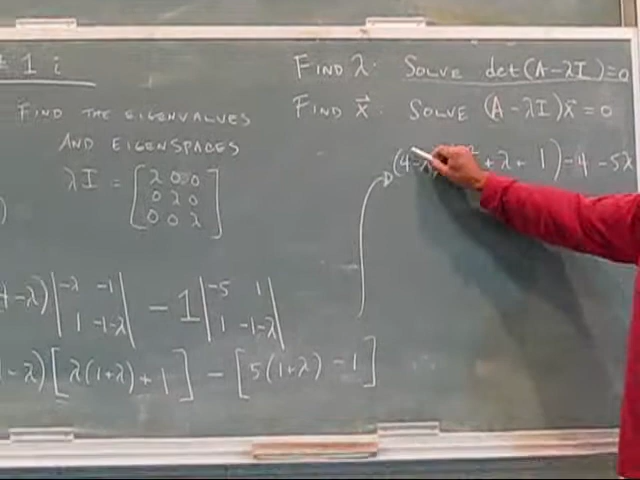 # 1 i
FIND λ: SOLVE det(A-λI)=0
FIND THE EIGENVALUES
AND EIGENSPACES
FIND x⃗: SOLVE (A-λI)x⃗=0
λI = [λ 0 0
0 λ 0
0 0 λ]
(4-λ)( ² + λ + 1) - 4 - 5λ
4-λ) |-λ -1
1 -1-λ| - 1 |-5 1
1 -1-λ|
-λ) [λ(1+λ)+1] - [5(1+λ) - 1]